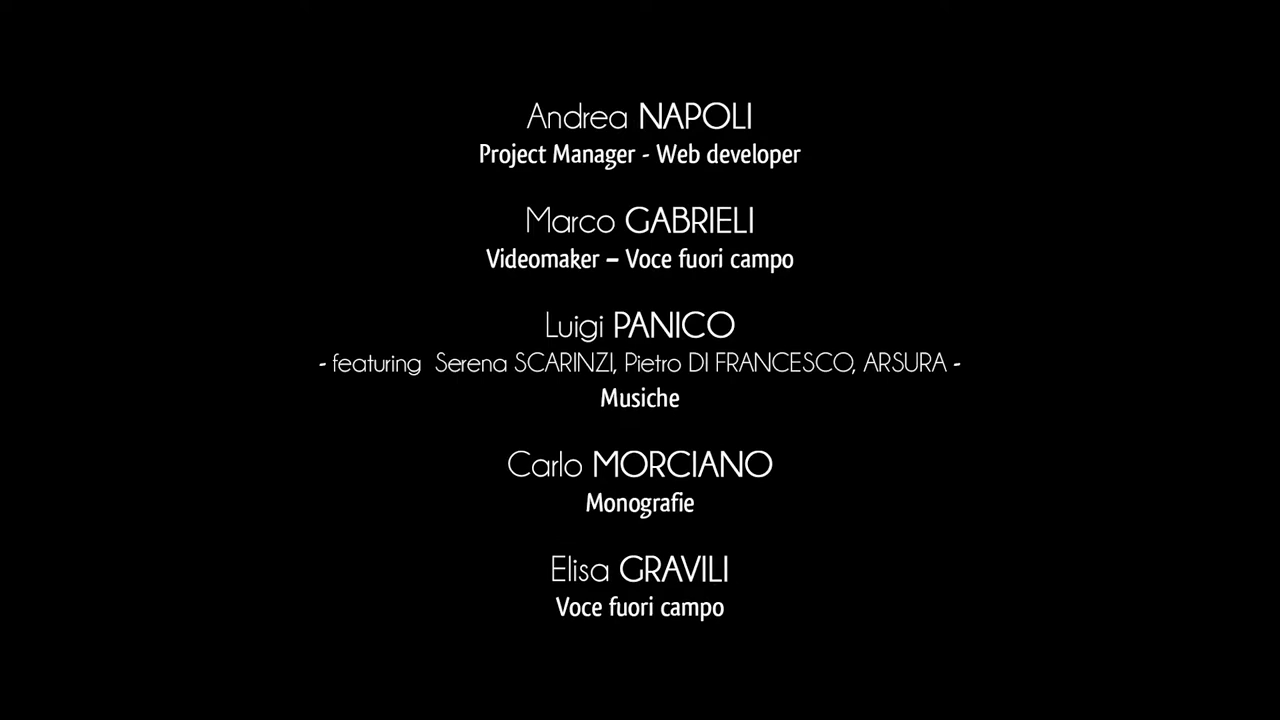 Andrea NAPOLI
Project Manager - Web developer
Marco GABRIELI
Videomaker – Voce fuori campo
Luigi PANICO
- featuring Serena SCARINZI, Pietro DI FRANCESCO, ARSURA -
Musiche
Carlo MORCIANO
Monografie
Elisa GRAVILI
Voce fuori campo